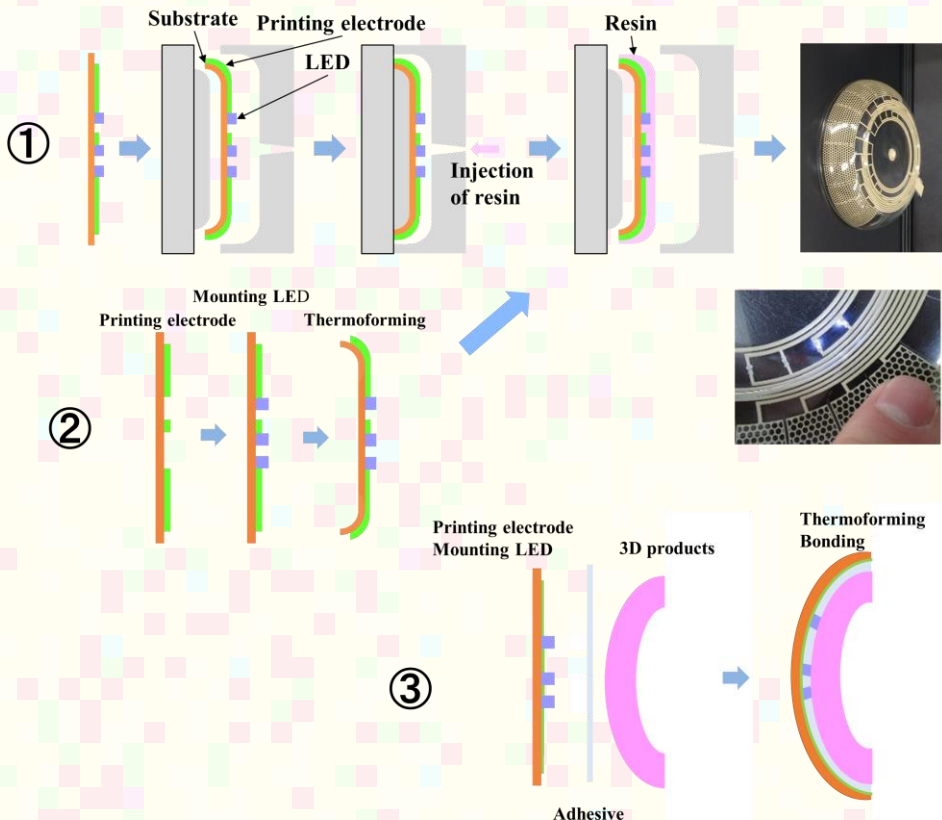 Substrate
Printing electrode
LED
Resin
①
Injection
of resin
Mounting LED
Printing electrode
Thermoforming
②
Printing electrode
Mounting LED
3D products
Thermoforming
Bonding
③
Adhesive